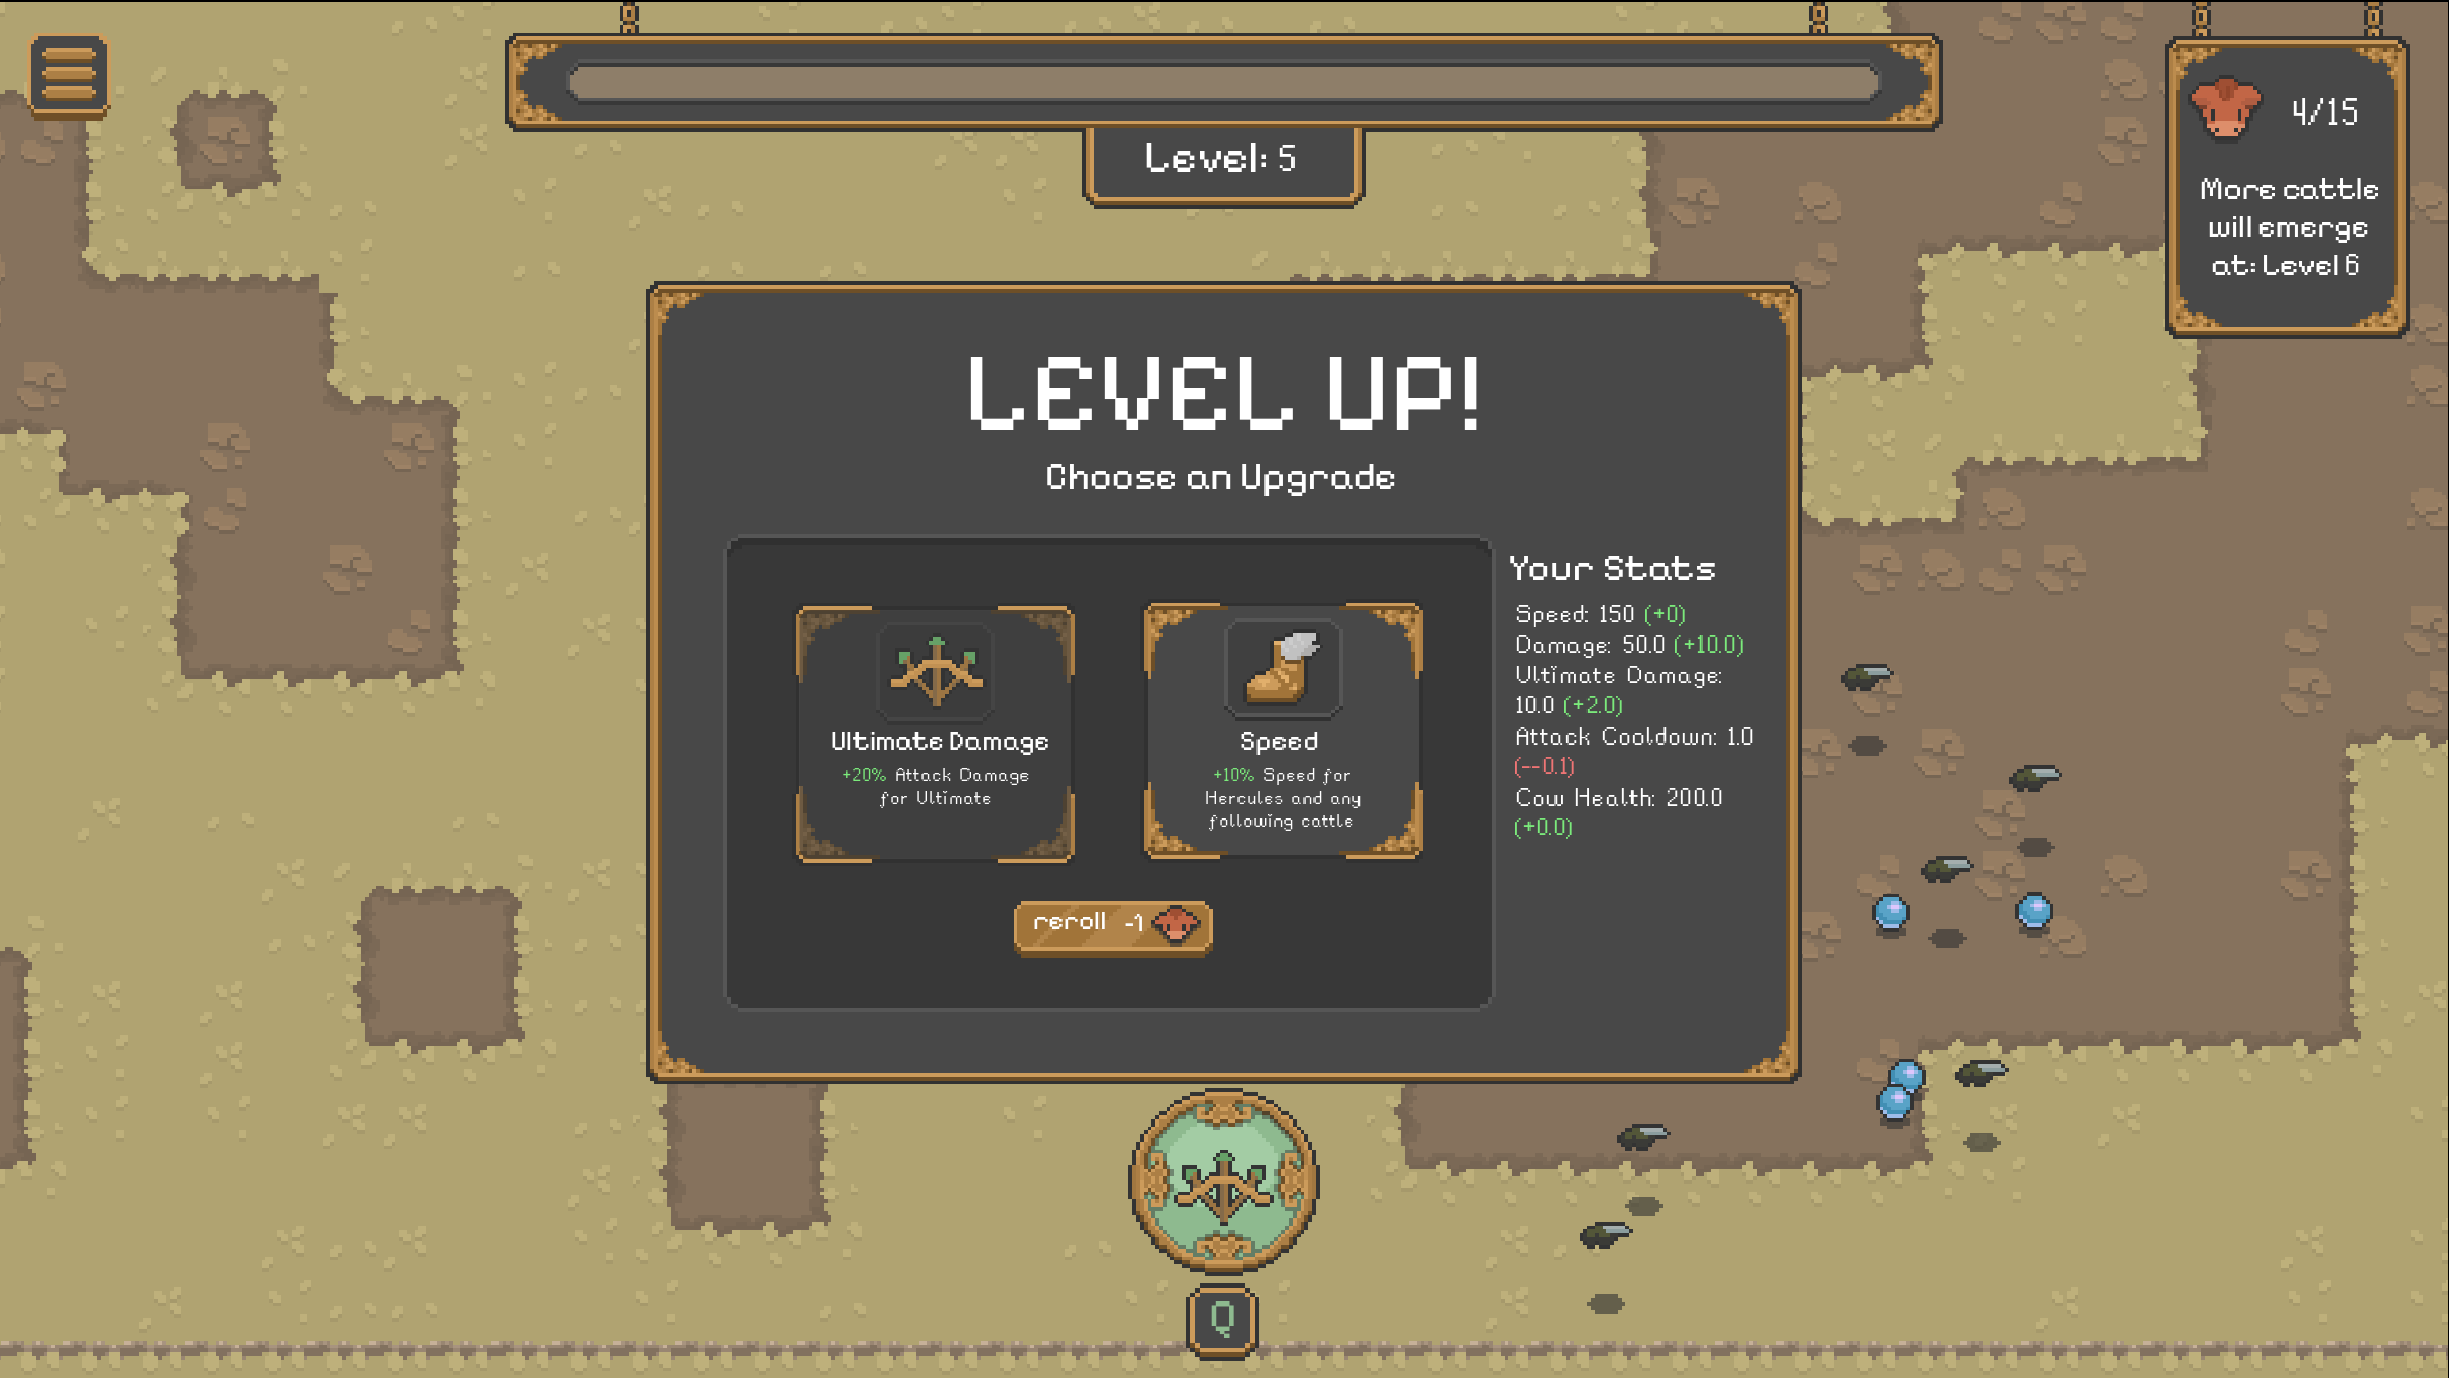 4/15
More cattle
will emerge
at: Level 6
Level: 5
LEVEL UP!
Choose an Upgrade
Ultimate Damage
+20% Attack Damage
for Ultimate
Speed
+10% Speed for
Hercules and any
following cattle
reroll -1
Your Stats
Speed: 150 (+0)
Damage: 50.0 (+10.0)
Ultimate Damage:
10.0 (+2.0)
Attack Cooldown: 1.0
(--0.1)
Cow Health: 200.0
(+0.0)
Q